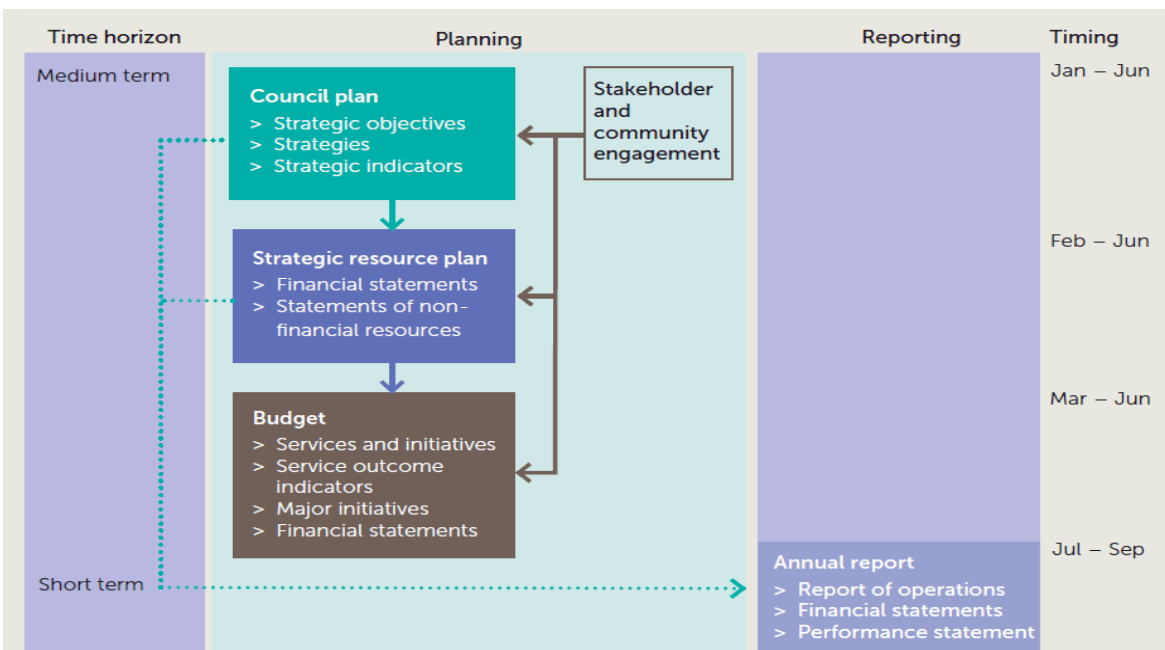 Time horizon
Planning
Reporting
Timing
Medium term
Council plan
> Strategic objectives
> Strategies
> Strategic indicators
Stakeholder
and
community
engagement
Jan – Jun
Strategic resource plan
> Financial statements
> Statements of non-
financial resources
Feb – Jun
Budget
> Services and initiatives
> Service outcome
indicators
> Major initiatives
> Financial statements
Mar – Jun
Short term
Annual report
> Report of operations
> Financial statements
> Performance statement
Jul – Sep